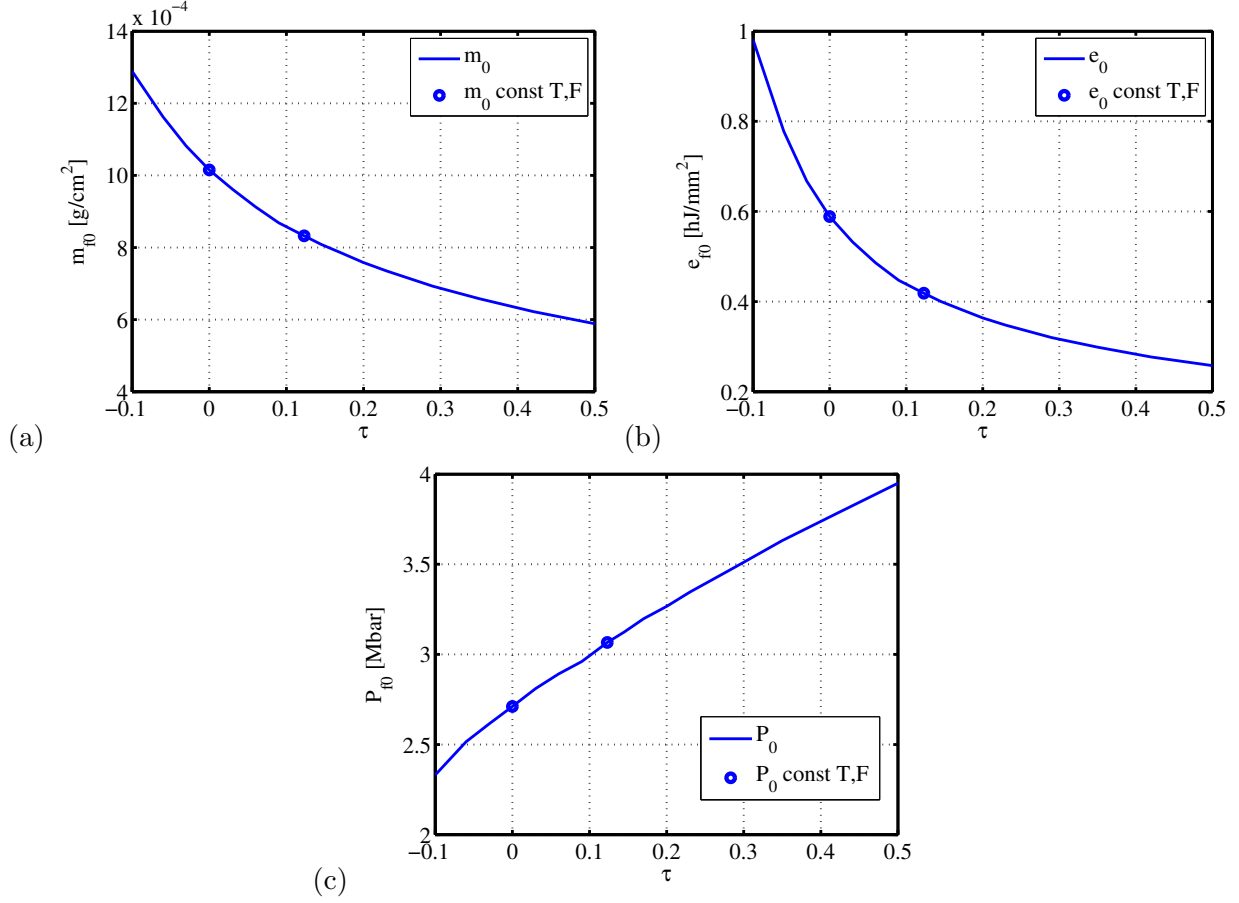 x 10⁻⁴
14
12
10
8
6
4
m_f0 [g/cm²]
m_0
m_0 const T,F
−0.1 0 0.1 0.2 0.3 0.4 0.5
τ
(a)
1
0.8
0.6
0.4
0.2
e_f0 [hJ/mm²]
e_0
e_0 const T,F
−0.1 0 0.1 0.2 0.3 0.4 0.5
τ
(b)
4
3.5
3
2.5
2
P_f0 [Mbar]
P_0
P_0 const T,F
−0.1 0 0.1 0.2 0.3 0.4 0.5
τ
(c)